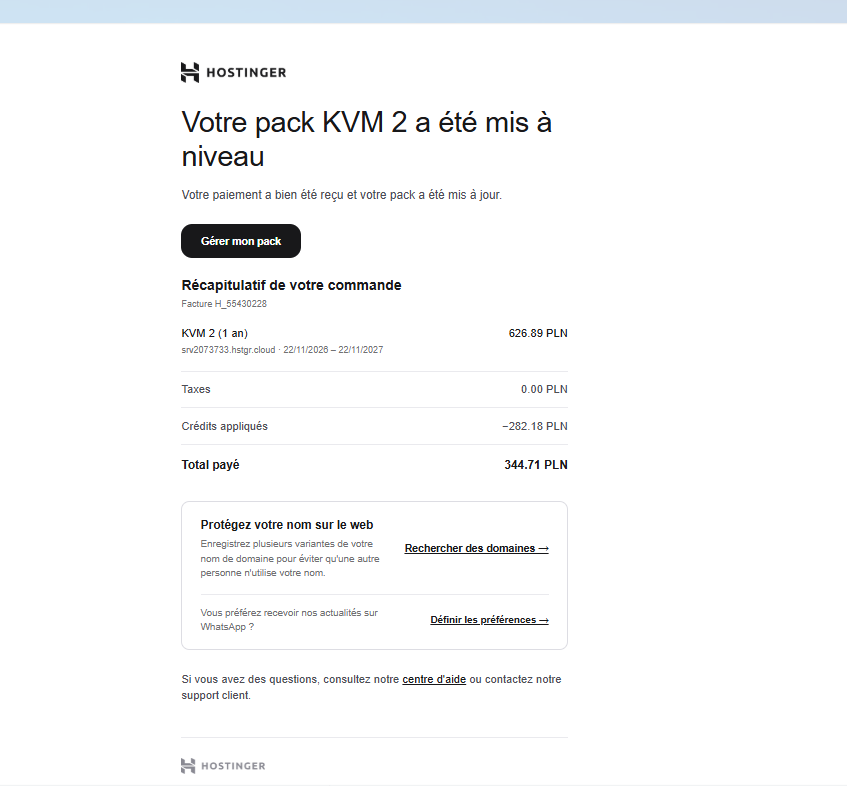 HOSTINGER
Votre pack KVM 2 a été mis à
niveau
Votre paiement a bien été reçu et votre pack a été mis à jour.
Gérer mon pack
Récapitulatif de votre commande
Facture H_55430228
KVM 2 (1 an) 626.89 PLN
srv2073733.hstgr.cloud · 22/11/2026 – 22/11/2027
Taxes 0.00 PLN
Crédits appliqués −282.18 PLN
Total payé 344.71 PLN
Protégez votre nom sur le web
Enregistrez plusieurs variantes de votre
nom de domaine pour éviter qu'une autre
personne n'utilise votre nom.
Rechercher des domaines →
Vous préférez recevoir nos actualités sur
WhatsApp ?
Définir les préférences →
Si vous avez des questions, consultez notre centre d'aide ou contactez notre
support client.
HOSTINGER